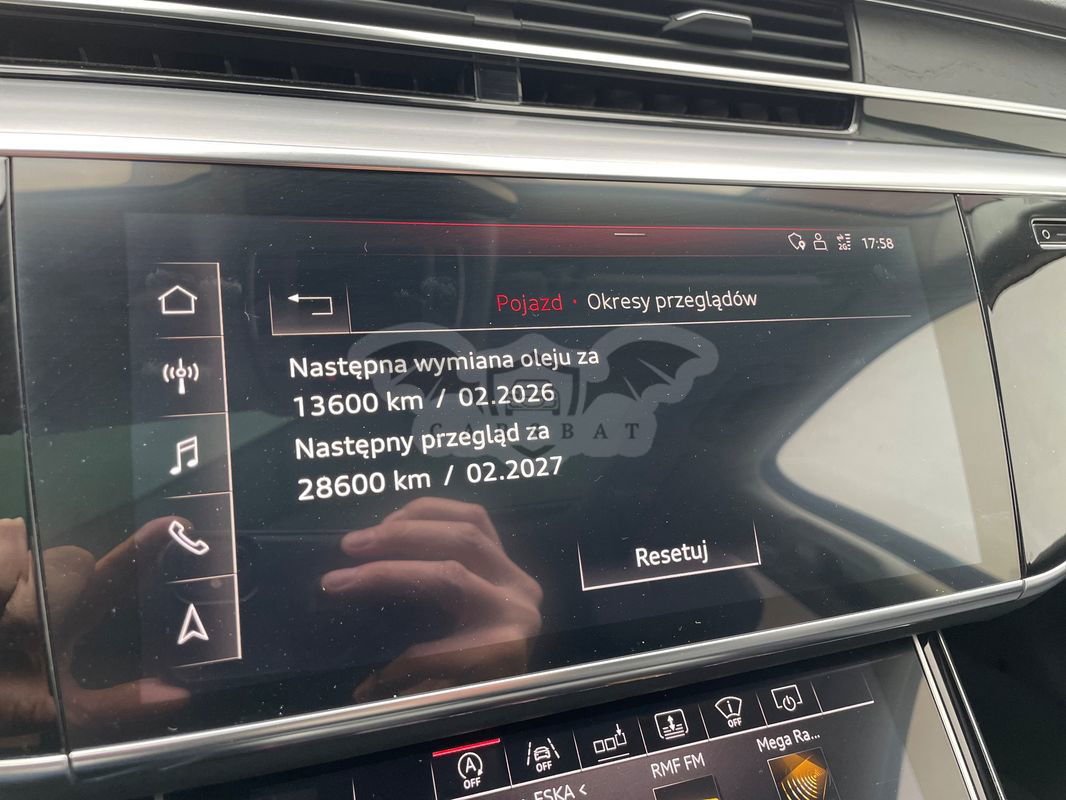 2G
17:58
Pojazd · Okresy przeglądów
Następna wymiana oleju za
13600 km / 02.2026
Następny przegląd za
28600 km / 02.2027
Resetuj
A
OFF
OFF
OFF
ESKA <
RMF FM
Mega Ra...